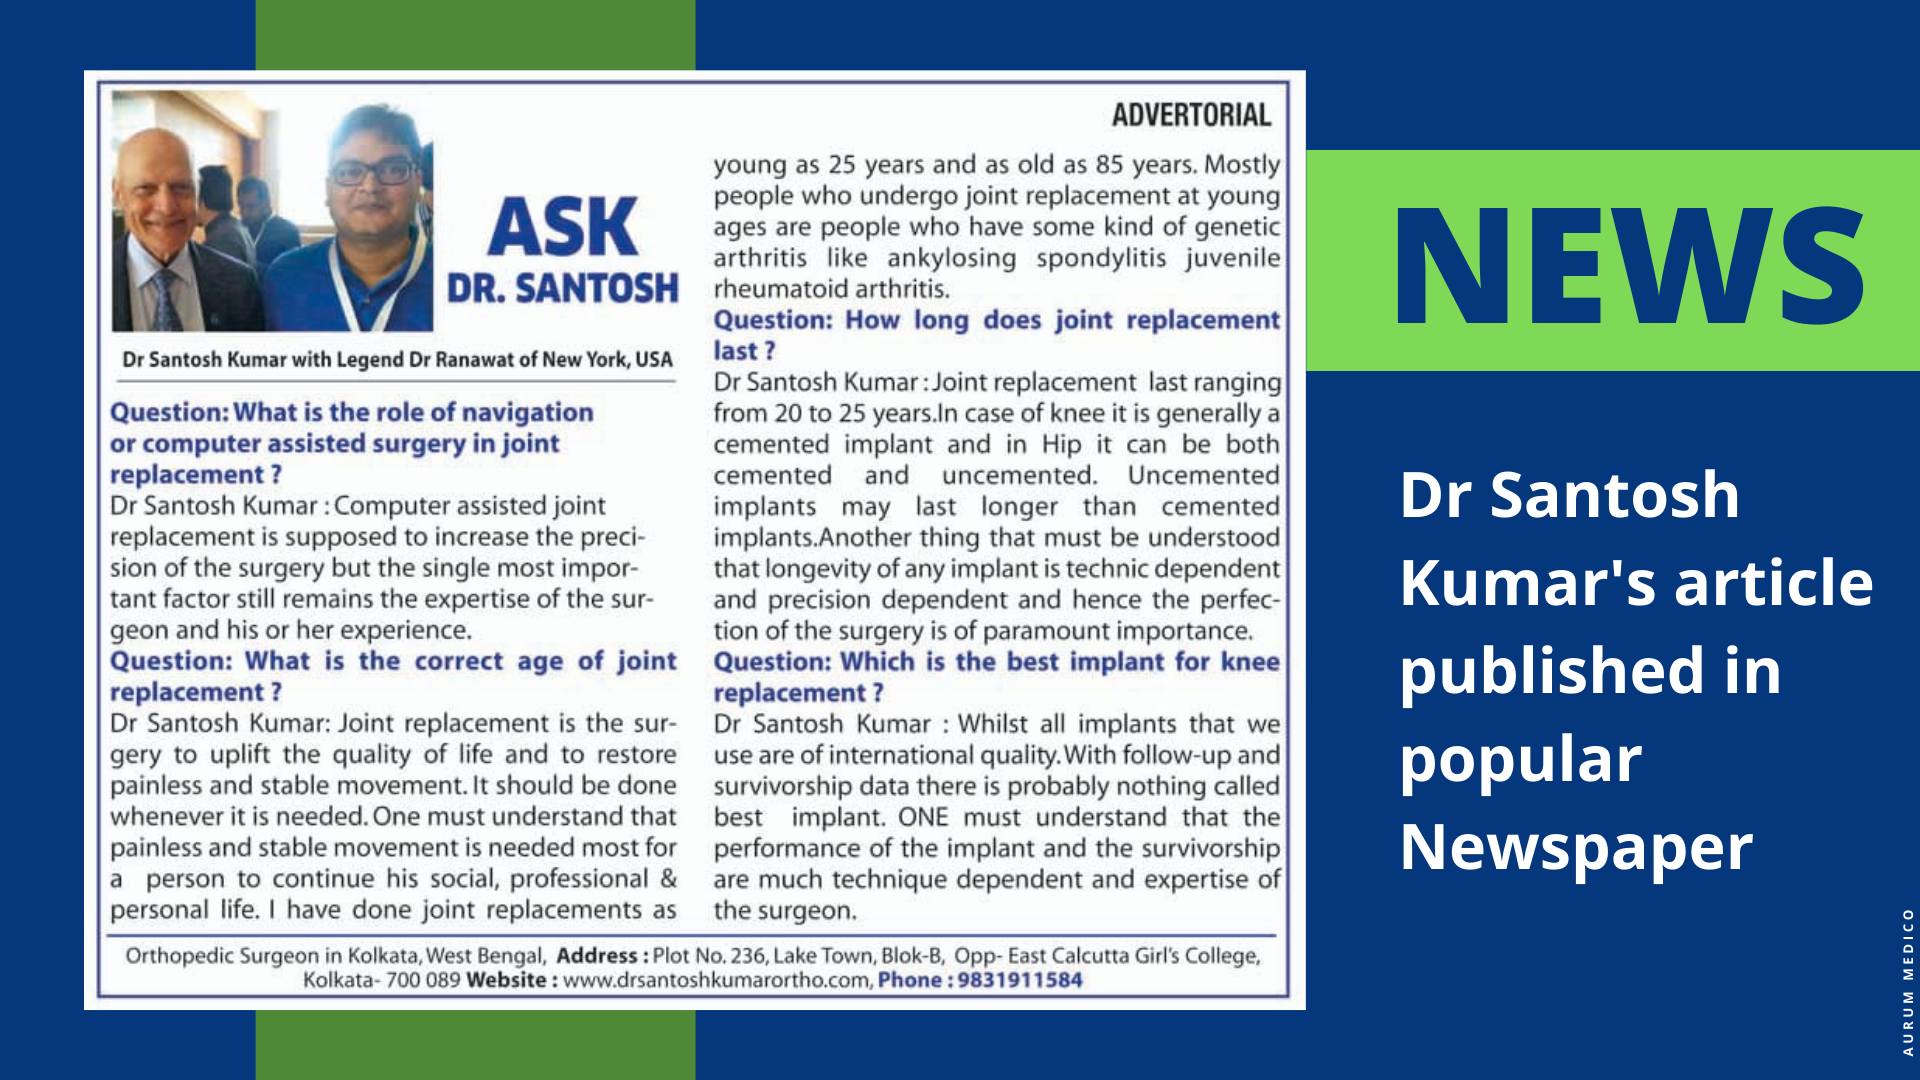 ADVERTORIAL
ASK
DR. SANTOSH
Dr Santosh Kumar with Legend Dr Ranawat of New York, USA
Question: What is the role of navigation
or computer assisted surgery in joint
replacement ?
Dr Santosh Kumar : Computer assisted joint
replacement is supposed to increase the preci-
sion of the surgery but the single most impor-
tant factor still remains the expertise of the sur-
geon and his or her experience.
Question: What is the correct age of joint
replacement ?
Dr Santosh Kumar: Joint replacement is the sur-
gery to uplift the quality of life and to restore
painless and stable movement. It should be done
whenever it is needed. One must understand that
painless and stable movement is needed most for
a person to continue his social, professional &
personal life. I have done joint replacements as
young as 25 years and as old as 85 years. Mostly
people who undergo joint replacement at young
ages are people who have some kind of genetic
arthritis like ankylosing spondylitis juvenile
rheumatoid arthritis.
Question: How long does joint replacement
last ?
Dr Santosh Kumar : Joint replacement last ranging
from 20 to 25 years.In case of knee it is generally a
cemented implant and in Hip it can be both
cemented and uncemented. Uncemented
implants may last longer than cemented
implants.Another thing that must be understood
that longevity of any implant is technic dependent
and precision dependent and hence the perfec-
tion of the surgery is of paramount importance.
Question: Which is the best implant for knee
replacement ?
Dr Santosh Kumar : Whilst all implants that we
use are of international quality.With follow-up and
survivorship data there is probably nothing called
best implant. ONE must understand that the
performance of the implant and the survivorship
are much technique dependent and expertise of
the surgeon.
Orthopedic Surgeon in Kolkata, West Bengal, Address : Plot No. 236, Lake Town, Blok-B, Opp- East Calcutta Girl's College,
Kolkata- 700 089 Website : www.drsantoshkumarortho.com, Phone : 9831911584
NEWS
Dr Santosh
Kumar's article
published in
popular
Newspaper
AURUM MEDICO